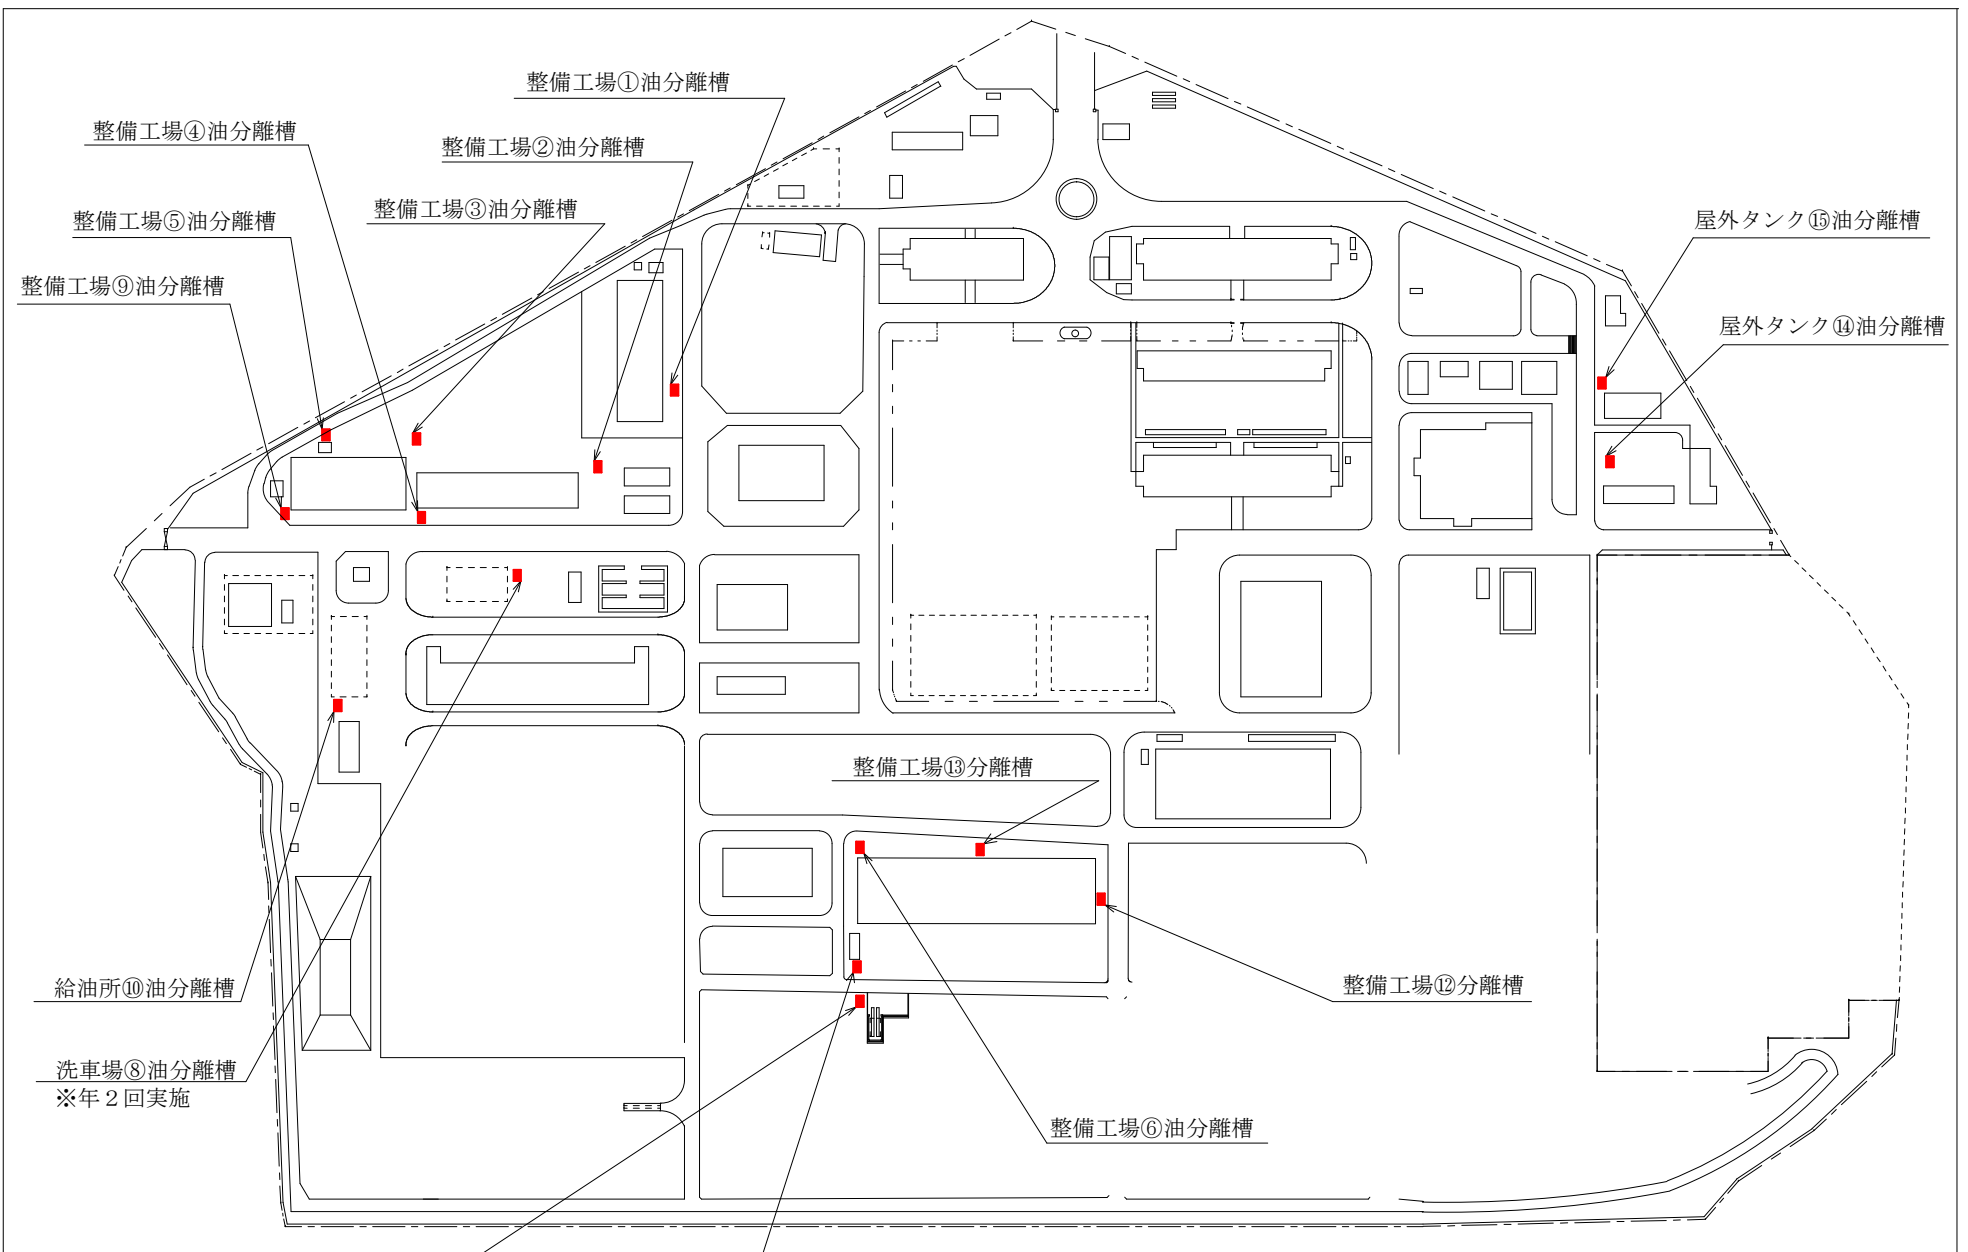 整備工場①油分離槽
整備工場④油分離槽
整備工場②油分離槽
整備工場③油分離槽
整備工場⑤油分離槽
屋外タンク⑮油分離槽
整備工場⑨油分離槽
屋外タンク⑭油分離槽
整備工場⑬分離槽
給油所⑩油分離槽
整備工場⑫分離槽
洗車場⑧油分離槽
※年２回実施
整備工場⑥油分離槽